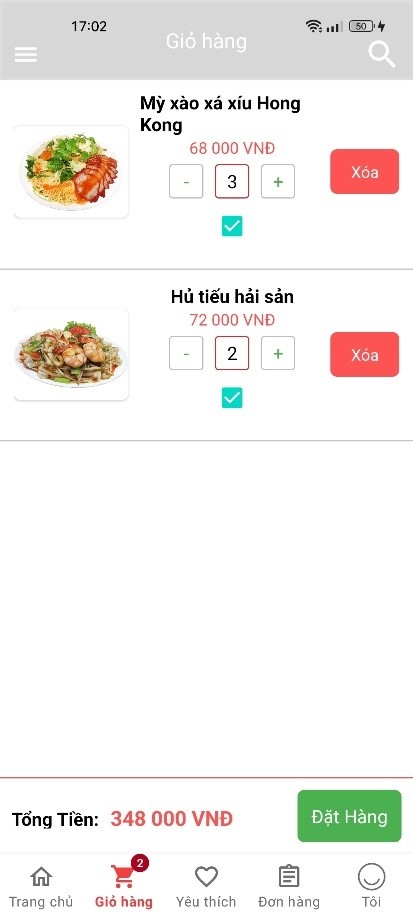 17:02
50
Giỏ hàng
Mỳ xào xá xíu Hong
Kong
68 000 VNĐ
- 3 +
Xóa
Hủ tiếu hải sản
72 000 VNĐ
- 2 +
Xóa
Tổng Tiền: 348 000 VNĐ
Đặt Hàng
2
Trang chủ Giỏ hàng Yêu thích Đơn hàng Tôi